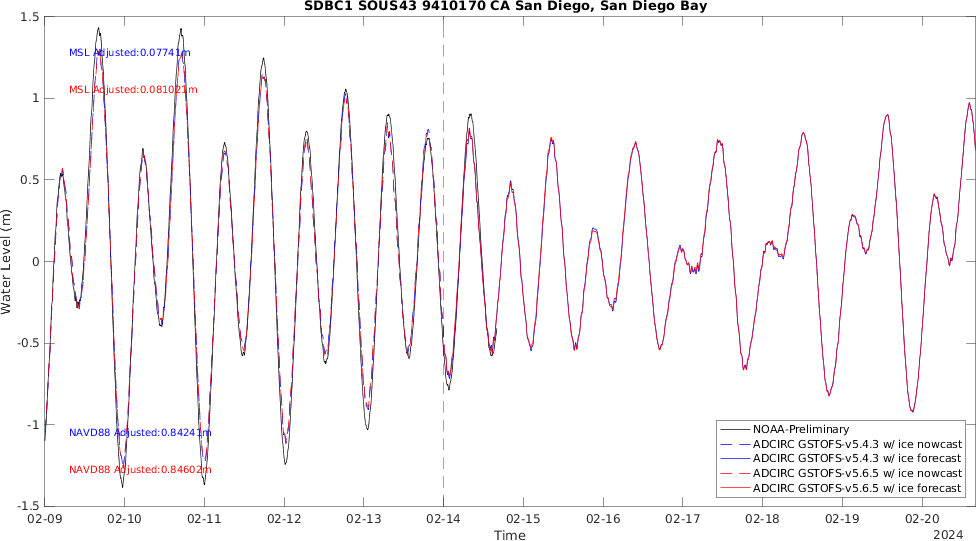 SDBC1 SOUS43 9410170 CA San Diego, San Diego Bay
1.5
1
0.5
0
-0.5
-1
-1.5
Water Level (m)
MSL Adjusted:0.07741m
MSL Adjusted:0.081021m
NAVD88 Adjusted:0.84241m
NAVD88 Adjusted:0.84602m
NOAA-Preliminary
ADCIRC GSTOFS-v5.4.3 w/ ice nowcast
ADCIRC GSTOFS-v5.4.3 w/ ice forecast
ADCIRC GSTOFS-v5.6.5 w/ ice nowcast
ADCIRC GSTOFS-v5.6.5 w/ ice forecast
02-09 02-10 02-11 02-12 02-13 02-14 02-15 02-16 02-17 02-18 02-19 02-20
Time
2024